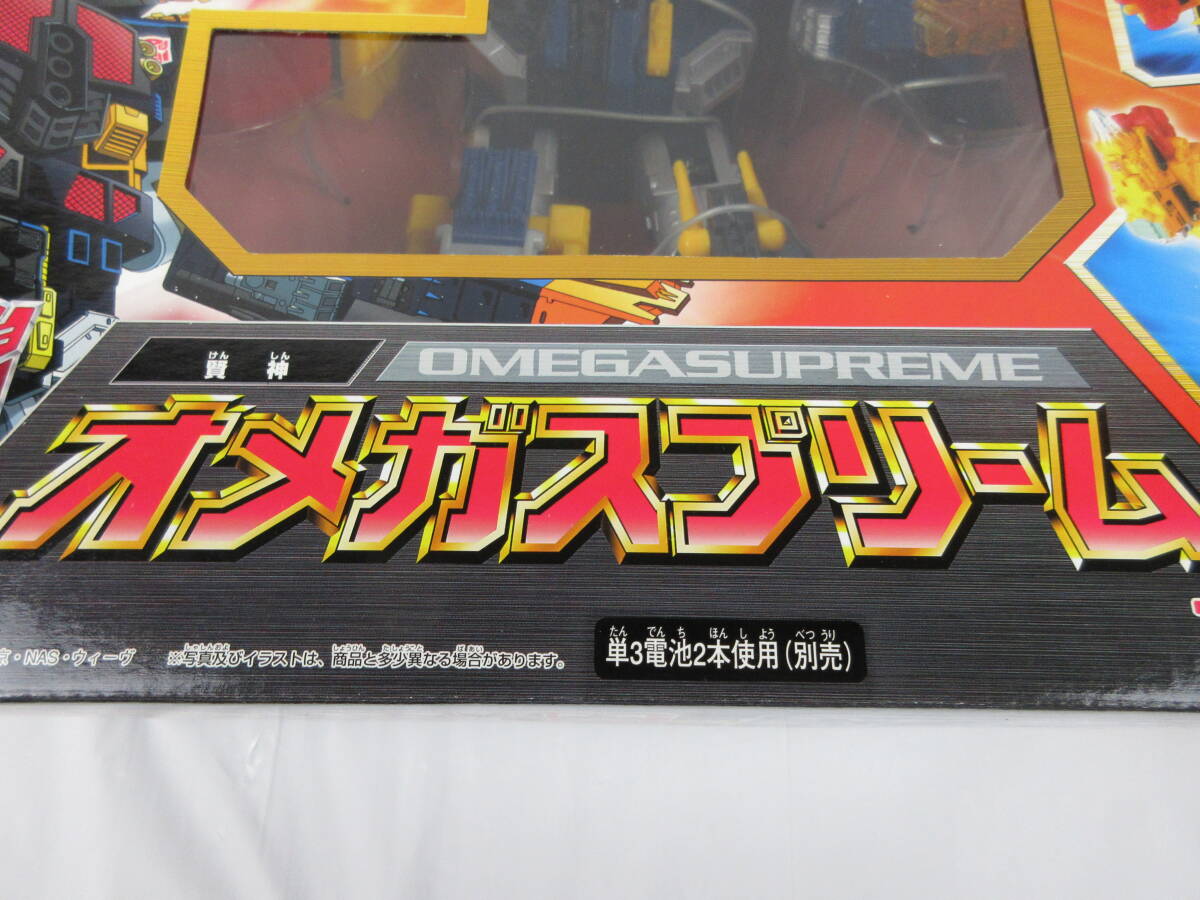 賢神
けん しん
OMEGASUPREME
オメガスプリーム
京・NAS・ウィーヴ
※写真及びイラストは、商品と多少異なる場合があります。
たん でんち ほんしよう べつうり
単3電池2本使用(別売)